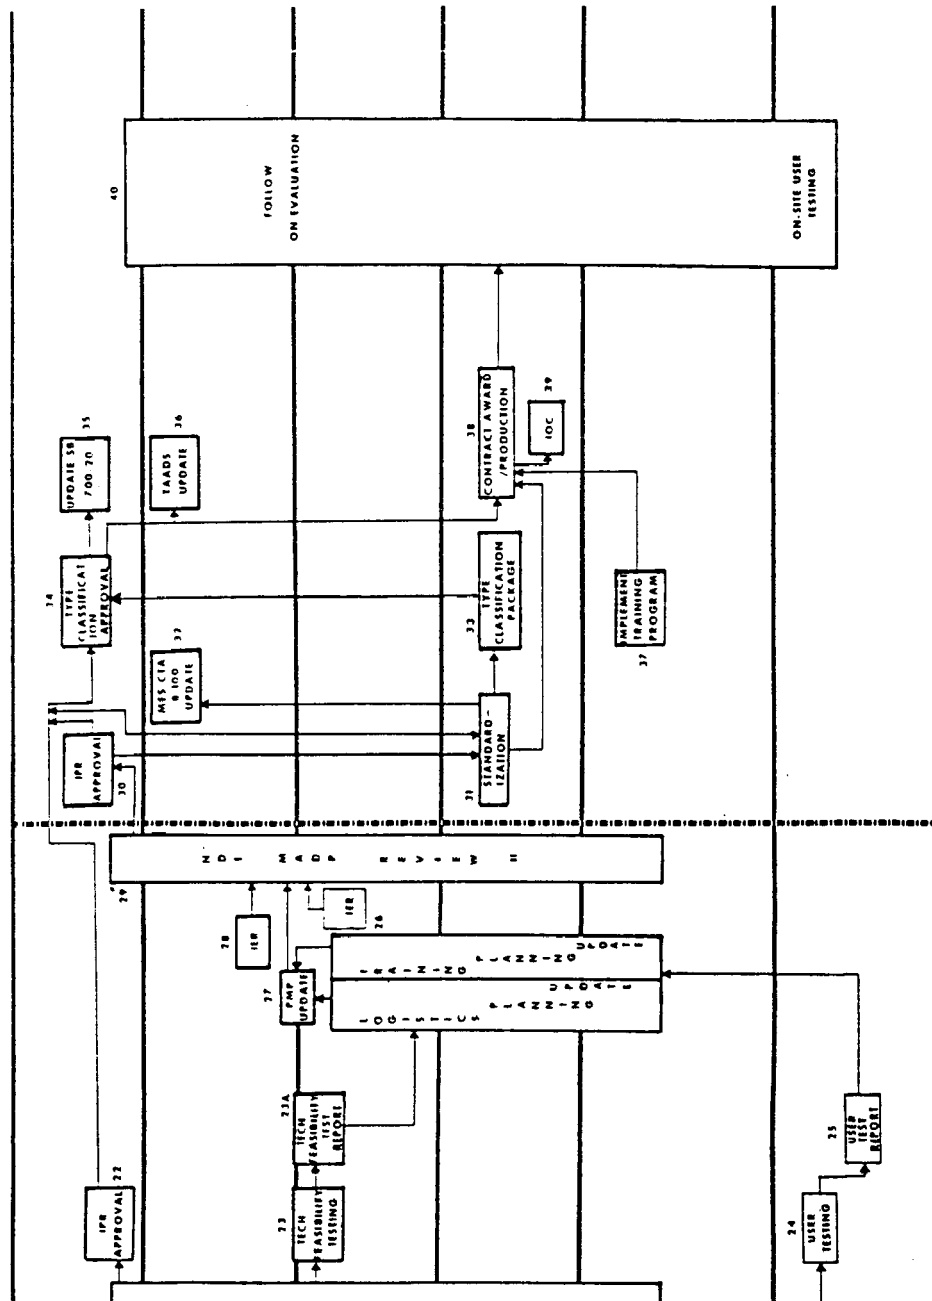 22
IPR
APPROVAL
23
TECH
FEASIBILITY
TESTING
23A
TECH
FEASIBILITY
TEST
REPORT
24
USER
TESTING
25
USER TEST
REPORT
LOGISTICS
PLANNING
UPDATE
TRAINING
PLANNING
UPDATE
27
PMP
UPDATE
28
IER
26
IER
29
NDI MADP REVIEW II
30
IPR
APPROVAL
31
STANDARD-
IZATION
32
8 100
UPDATE
33
TYPE
CLASSIFICATION
PACKAGE
34
TYPE
CLASSIFICAT
ION
APPROVAL
35
UPDATE SB
700-20
36
TAADS
UPDATE
37
IMPLEMENT
TRAINING
PROGRAM
38
CONTRACT AWARD
/PRODUCTION
39
IOC
40
FOLLOW
ON EVALUATION
ON-SITE USER
TESTING